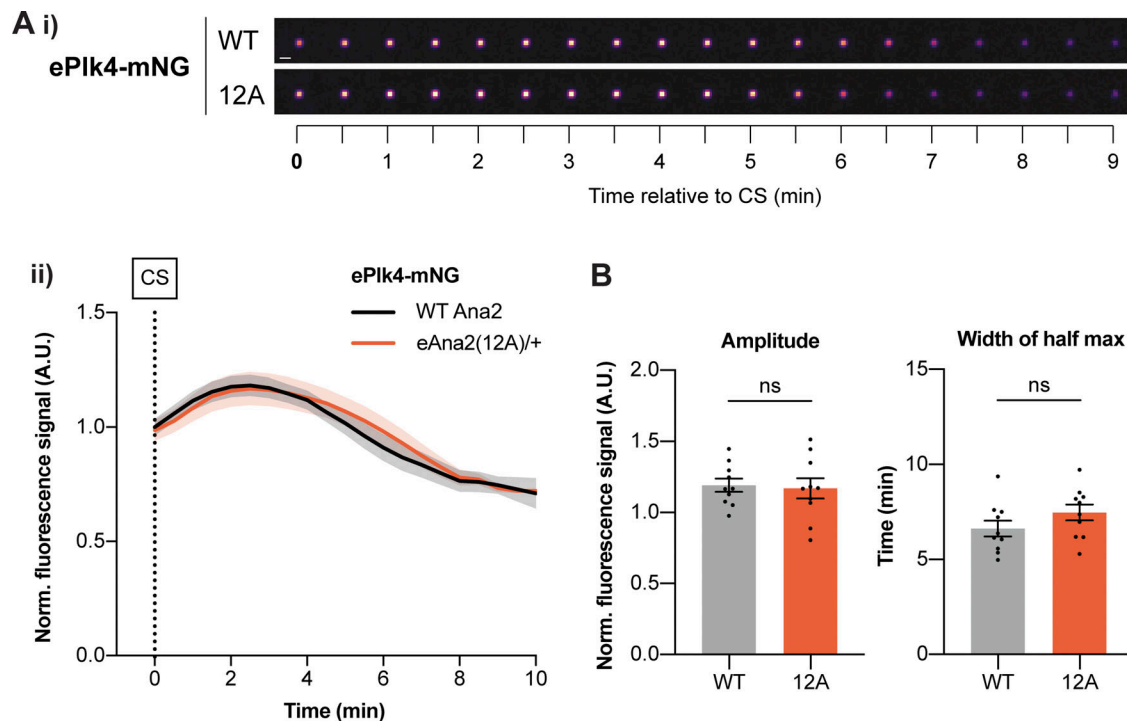 A i)
ePlk4-mNG
WT
12A
0 1 2 3 4 5 6 7 8 9
Time relative to CS (min)
ii)
CS
ePlk4-mNG
WT Ana2
eAna2(12A)/+
Norm. fluorescence signal (A.U.)
1.5
1.0
0.5
0.0
0 2 4 6 8 10
Time (min)
B
Amplitude
Norm. fluorescence signal (A.U.)
2.0
1.5
1.0
0.5
0.0
ns
WT 12A
Width of half max
Time (min)
15
10
5
0
ns
WT 12A